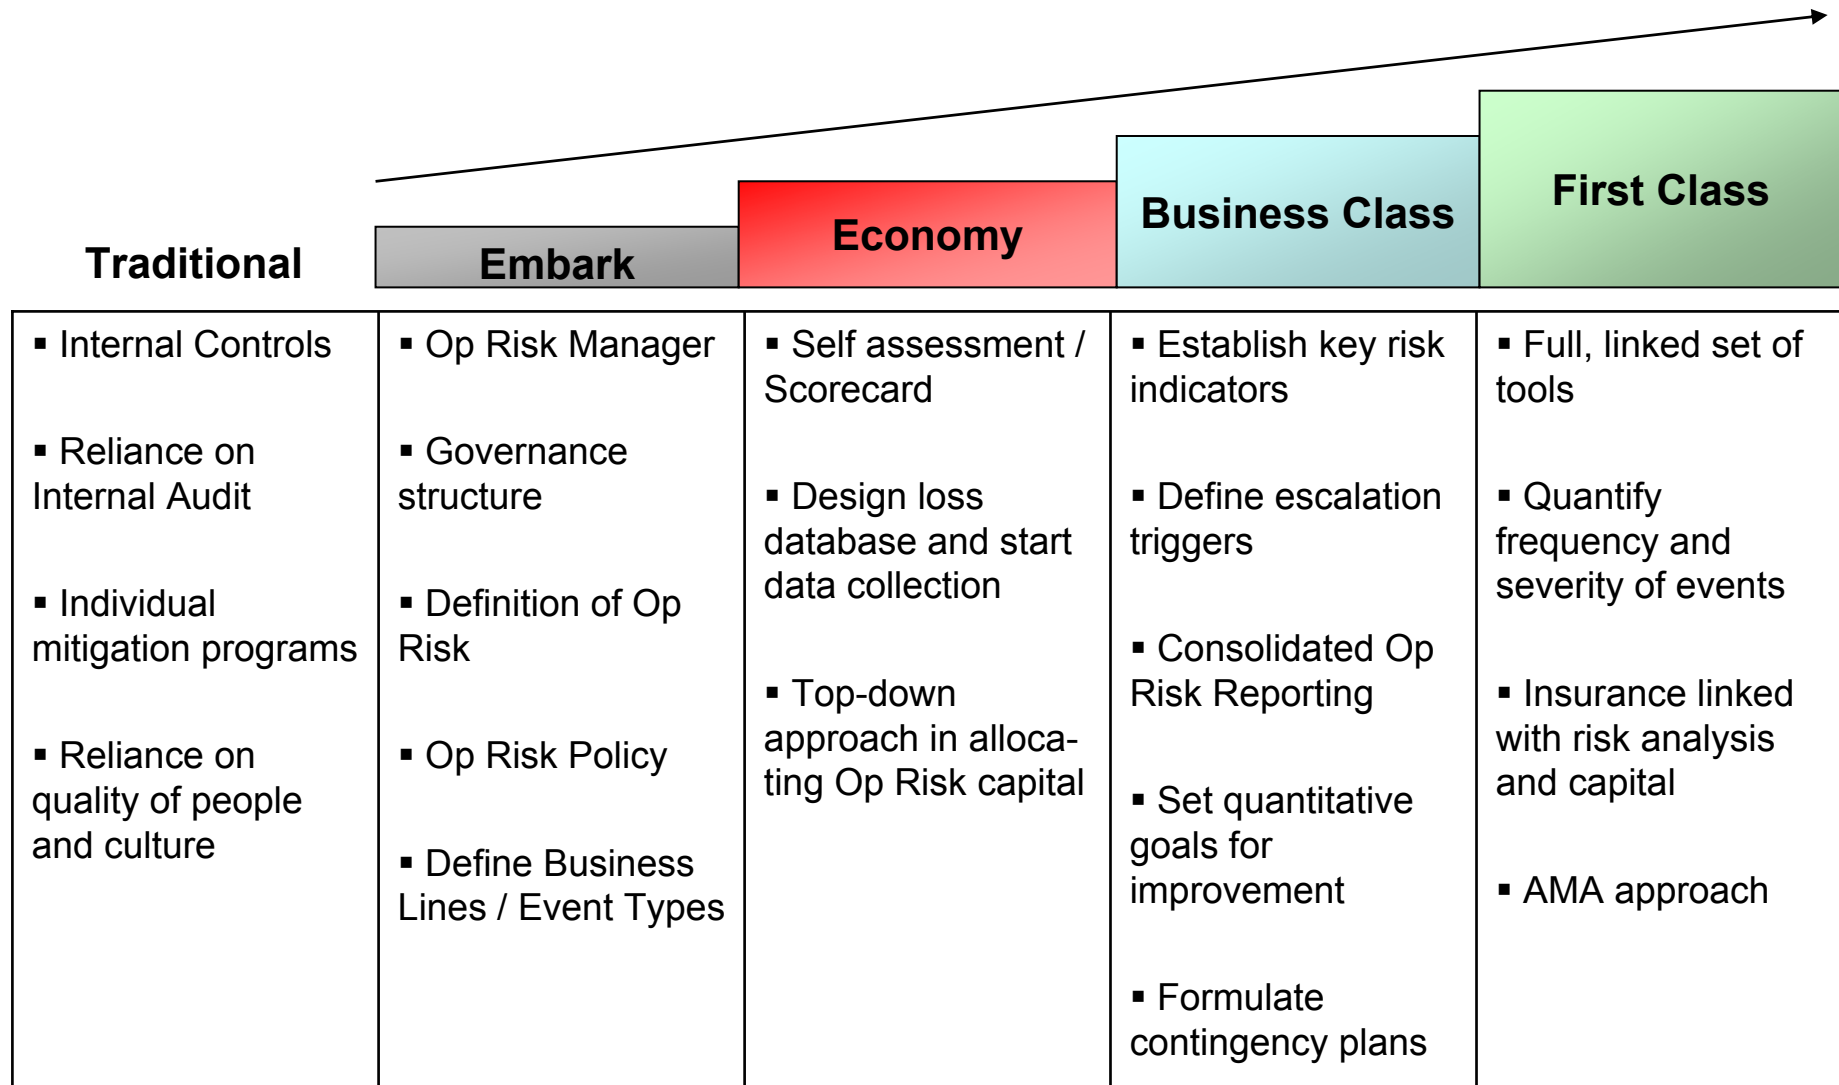 Traditional
Embark
Economy
Business Class
First Class
▪ Internal Controls
▪ Reliance on
Internal Audit
▪ Individual
mitigation programs
▪ Reliance on
quality of people
and culture
▪ Op Risk Manager
▪ Governance
structure
▪ Definition of Op
Risk
▪ Op Risk Policy
▪ Define Business
Lines / Event Types
▪ Self assessment /
Scorecard
▪ Design loss
database and start
data collection
▪ Top-down
approach in alloca-
ting Op Risk capital
▪ Establish key risk
indicators
▪ Define escalation
triggers
▪ Consolidated Op
Risk Reporting
▪ Set quantitative
goals for
improvement
▪ Formulate
contingency plans
▪ Full, linked set of
tools
▪ Quantify
frequency and
severity of events
▪ Insurance linked
with risk analysis
and capital
▪ AMA approach